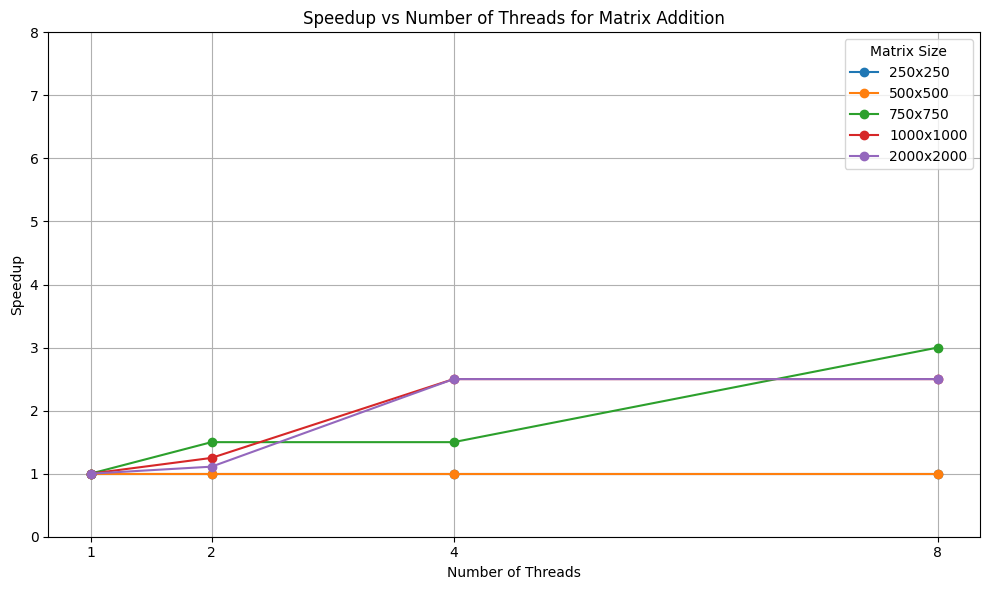 Speedup vs Number of Threads for Matrix Addition
8
7
6
5
4
3
2
1
0
Speedup
Matrix Size
250x250
500x500
750x750
1000x1000
2000x2000
1 2 4 8
Number of Threads